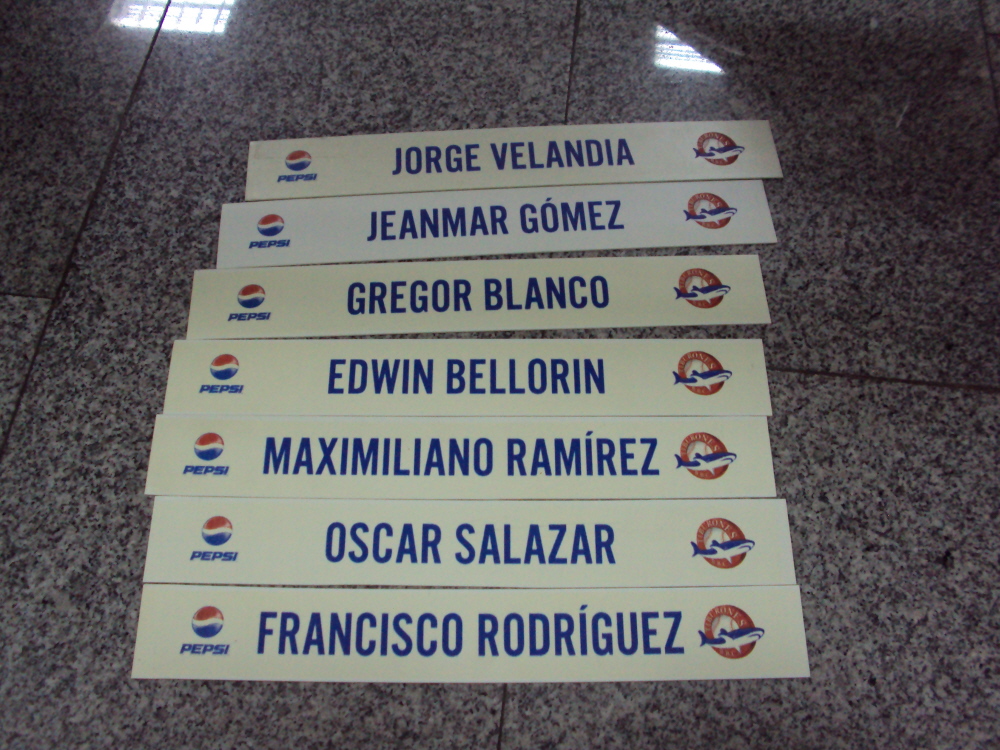 PEPSI JORGE VELANDIA
PEPSI JEANMAR GÓMEZ
PEPSI GREGOR BLANCO
PEPSI EDWIN BELLORIN
PEPSI MAXIMILIANO RAMÍREZ
PEPSI OSCAR SALAZAR
PEPSI FRANCISCO RODRÍGUEZ